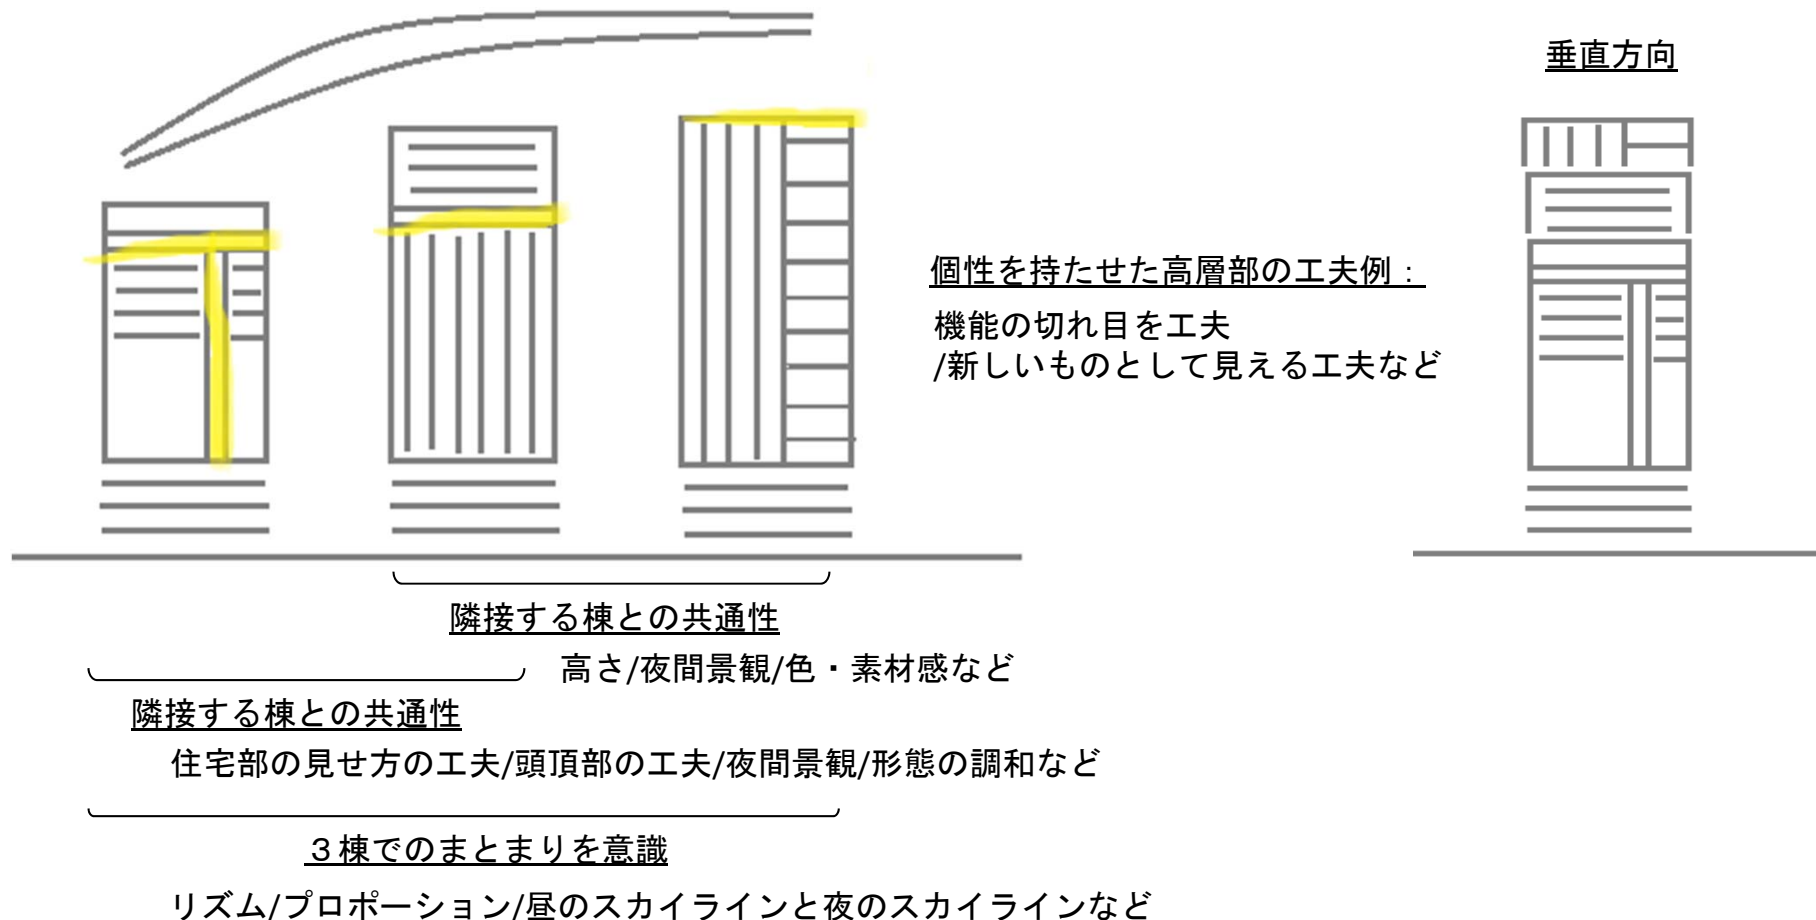 垂直方向
個性を持たせた高層部の工夫例：
機能の切れ目を工夫
/新しいものとして見える工夫など
隣接する棟との共通性
高さ/夜間景観/色・素材感など
隣接する棟との共通性
住宅部の見せ方の工夫/頭頂部の工夫/夜間景観/形態の調和など
３棟でのまとまりを意識
リズム/プロポーション/昼のスカイラインと夜のスカイラインなど